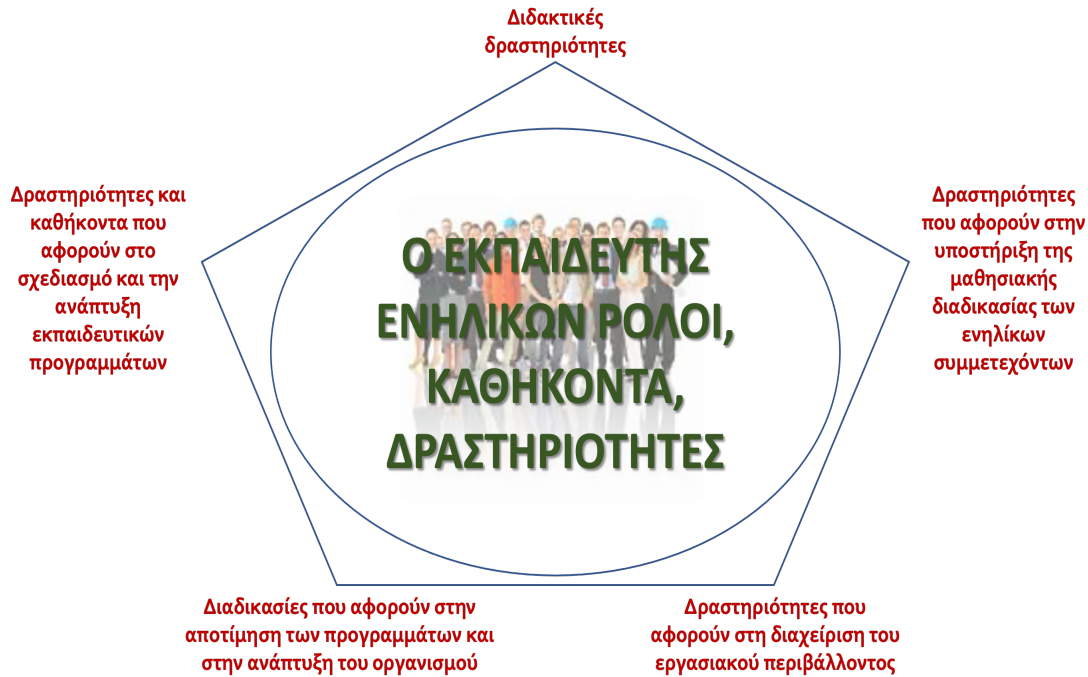 Διδακτικές
δραστηριότητες
Δραστηριότητες και
καθήκοντα που
αφορούν στο
σχεδιασμό και την
ανάπτυξη
εκπαιδευτικών
προγραμμάτων
Δραστηριότητες
που αφορούν στην
υποστήριξη της
μαθησιακής
διαδικασίας των
ενηλίκων
συμμετεχόντων
Ο ΕΚΠΑΙΔΕΥΤΗΣ
ΕΝΗΛΙΚΩΝ ΡΟΛΟΙ,
ΚΑΘΗΚΟΝΤΑ,
ΔΡΑΣΤΗΡΙΟΤΗΤΕΣ
Διαδικασίες που αφορούν στην
αποτίμηση των προγραμμάτων και
στην ανάπτυξη του οργανισμού
Δραστηριότητες που
αφορούν στη διαχείριση του
εργασιακού περιβάλλοντος